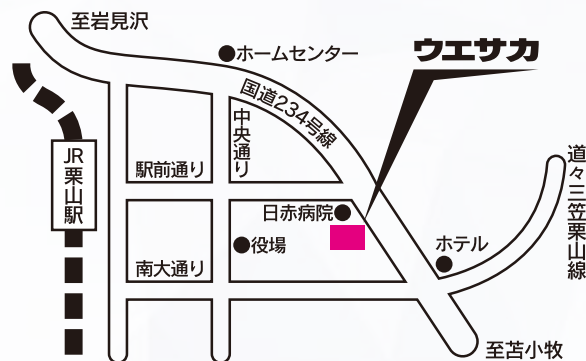 至岩見沢
ホームセンター
ウエサカ
国道234号線
中央通り
駅前通り
JR栗山駅
日赤病院
役場
ホテル
道々三笠栗山線
南大通り
至苫小牧